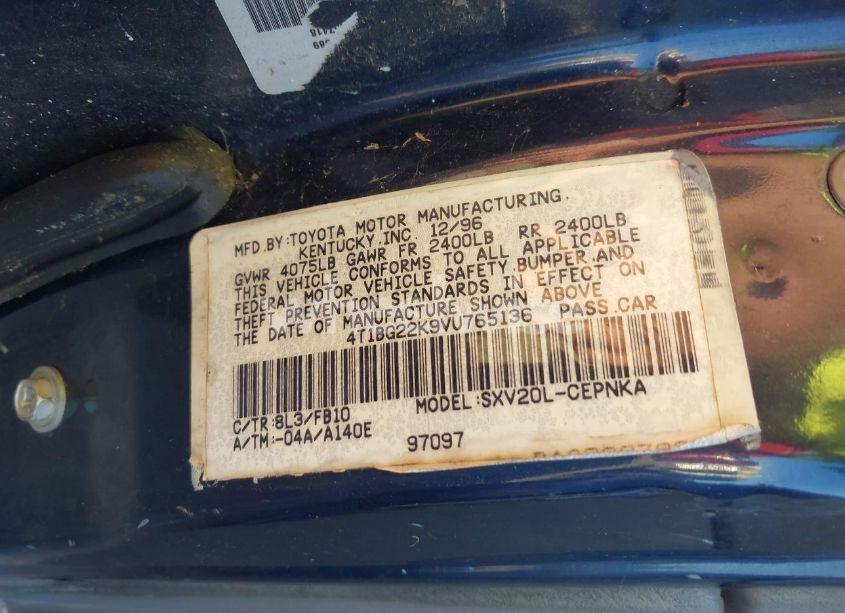 MFD.BY:TOYOTA MOTOR MANUFACTURING,
KENTUCKY,INC. 12/96
GVWR 4075LB GAWR FR 2400LB RR 2400LB
THIS VEHICLE CONFORMS TO ALL APPLICABLE
FEDERAL MOTOR VEHICLE SAFETY,BUMPER,AND
THEFT PREVENTION STANDARDS IN EFFECT ON
THE DATE OF MANUFACTURE SHOWN ABOVE
4T1BG22K9VU765136 PASS.CAR
C/TR:8L3/FB10 MODEL:SXV20L-CEPNKA
A/TM:-04A/A140E 97097